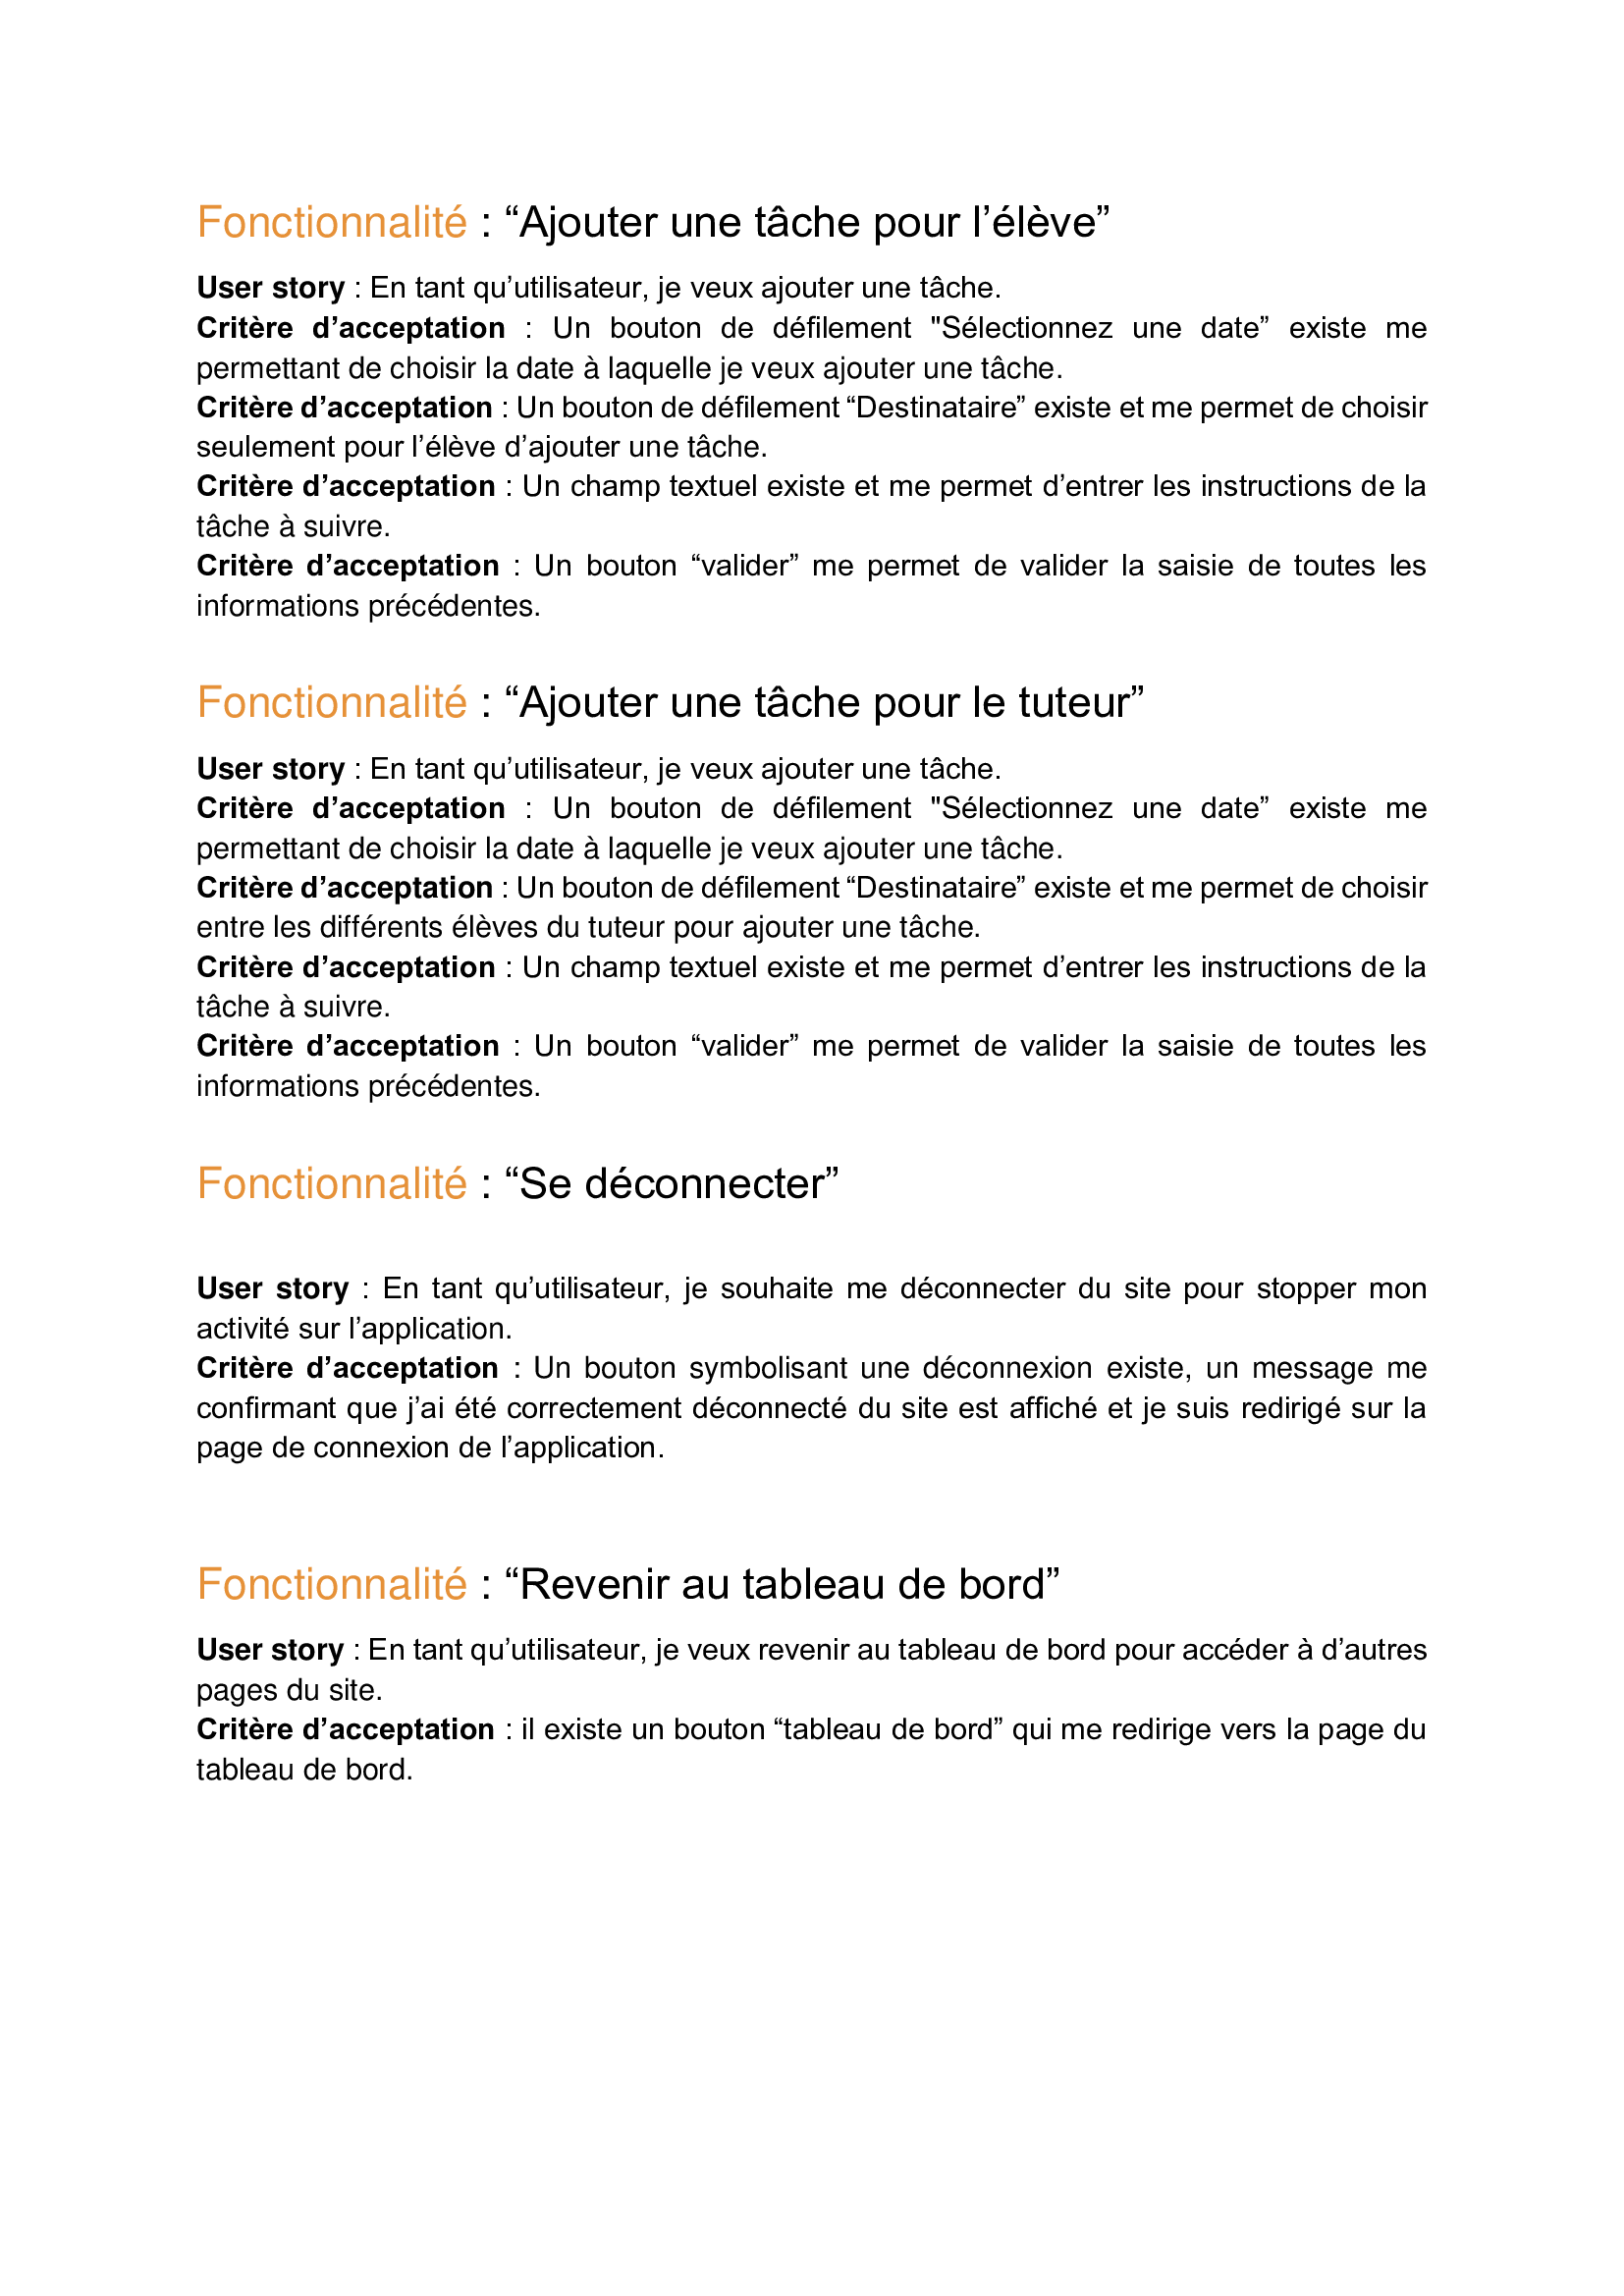 Fonctionnalité : “Ajouter une tâche pour l’élève”
User story : En tant qu’utilisateur, je veux ajouter une tâche.
Critère d’acceptation : Un bouton de défilement "Sélectionnez une date” existe me
permettant de choisir la date à laquelle je veux ajouter une tâche.
Critère d’acceptation : Un bouton de défilement “Destinataire” existe et me permet de choisir
seulement pour l’élève d’ajouter une tâche.
Critère d’acceptation : Un champ textuel existe et me permet d’entrer les instructions de la
tâche à suivre.
Critère d’acceptation : Un bouton “valider” me permet de valider la saisie de toutes les
informations précédentes.
Fonctionnalité : “Ajouter une tâche pour le tuteur”
User story : En tant qu’utilisateur, je veux ajouter une tâche.
Critère d’acceptation : Un bouton de défilement "Sélectionnez une date” existe me
permettant de choisir la date à laquelle je veux ajouter une tâche.
Critère d’acceptation : Un bouton de défilement “Destinataire” existe et me permet de choisir
entre les différents élèves du tuteur pour ajouter une tâche.
Critère d’acceptation : Un champ textuel existe et me permet d’entrer les instructions de la
tâche à suivre.
Critère d’acceptation : Un bouton “valider” me permet de valider la saisie de toutes les
informations précédentes.
Fonctionnalité : “Se déconnecter”
User story : En tant qu’utilisateur, je souhaite me déconnecter du site pour stopper mon
activité sur l’application.
Critère d’acceptation : Un bouton symbolisant une déconnexion existe, un message me
confirmant que j’ai été correctement déconnecté du site est affiché et je suis redirigé sur la
page de connexion de l’application.
Fonctionnalité : “Revenir au tableau de bord”
User story : En tant qu’utilisateur, je veux revenir au tableau de bord pour accéder à d’autres
pages du site.
Critère d’acceptation : il existe un bouton “tableau de bord” qui me redirige vers la page du
tableau de bord.